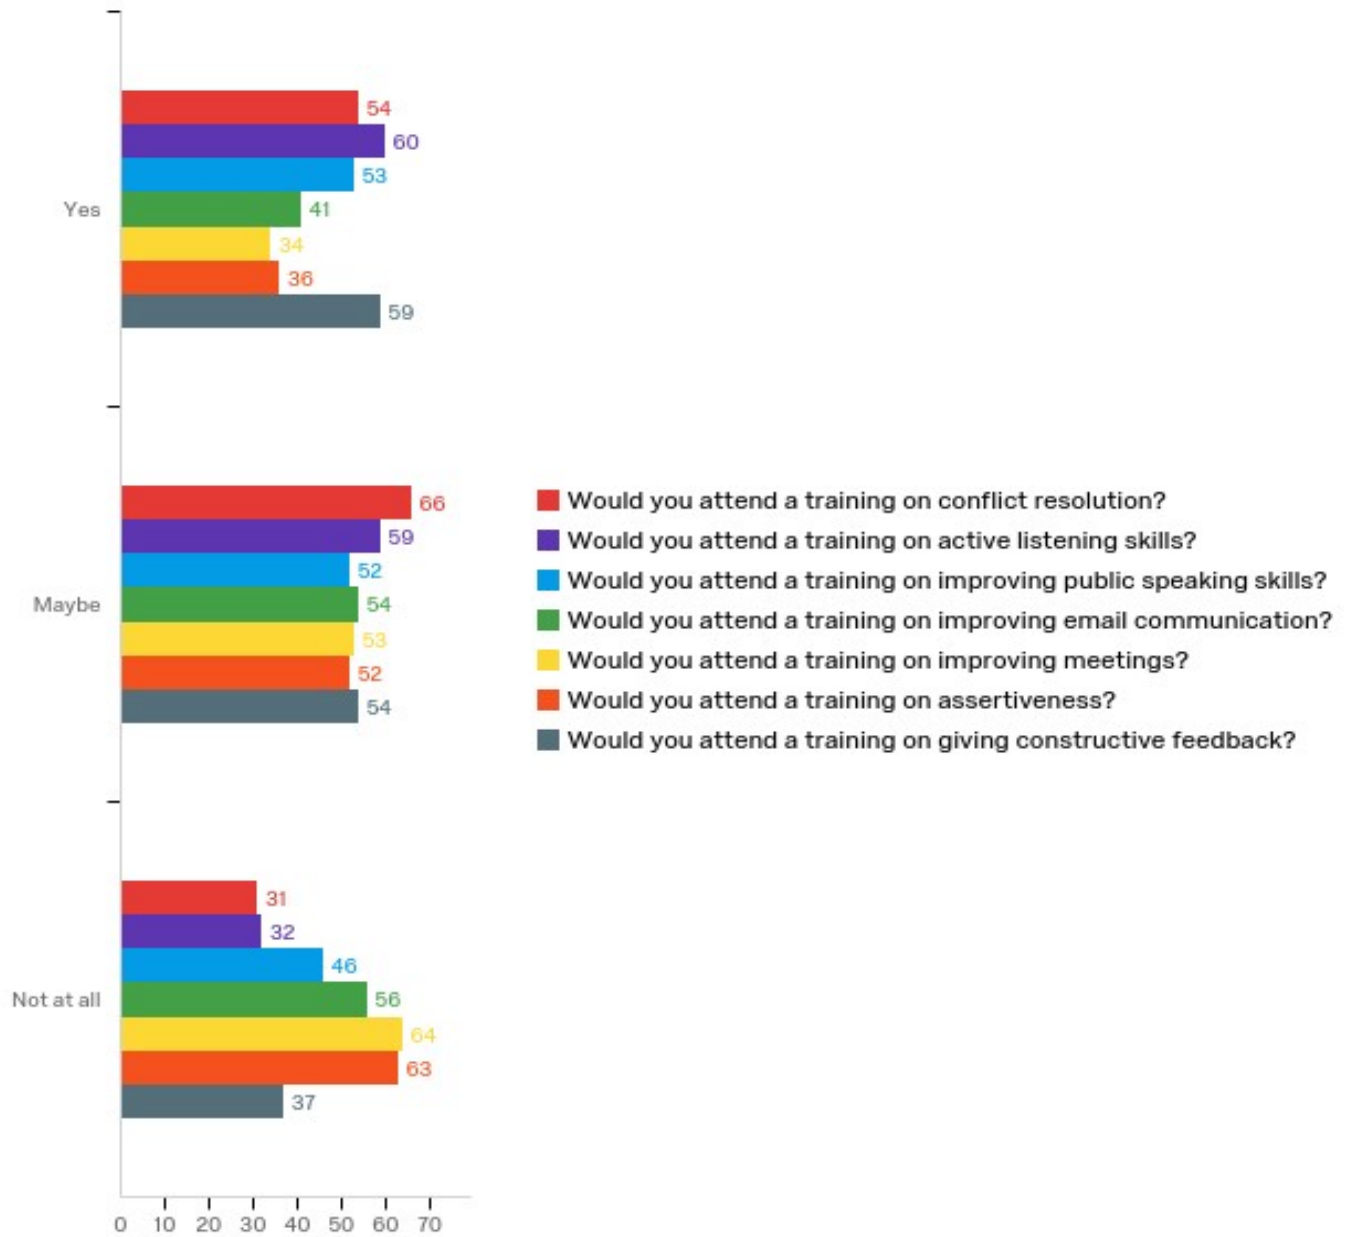 54
60
53
Yes
41
34
36
59
66
59
52
Maybe
54
53
52
54
Would you attend a training on conflict resolution?
Would you attend a training on active listening skills?
Would you attend a training on improving public speaking skills?
Would you attend a training on improving email communication?
Would you attend a training on improving meetings?
Would you attend a training on assertiveness?
Would you attend a training on giving constructive feedback?
31
32
46
Not at all
56
64
63
37
0 10 20 30 40 50 60 70